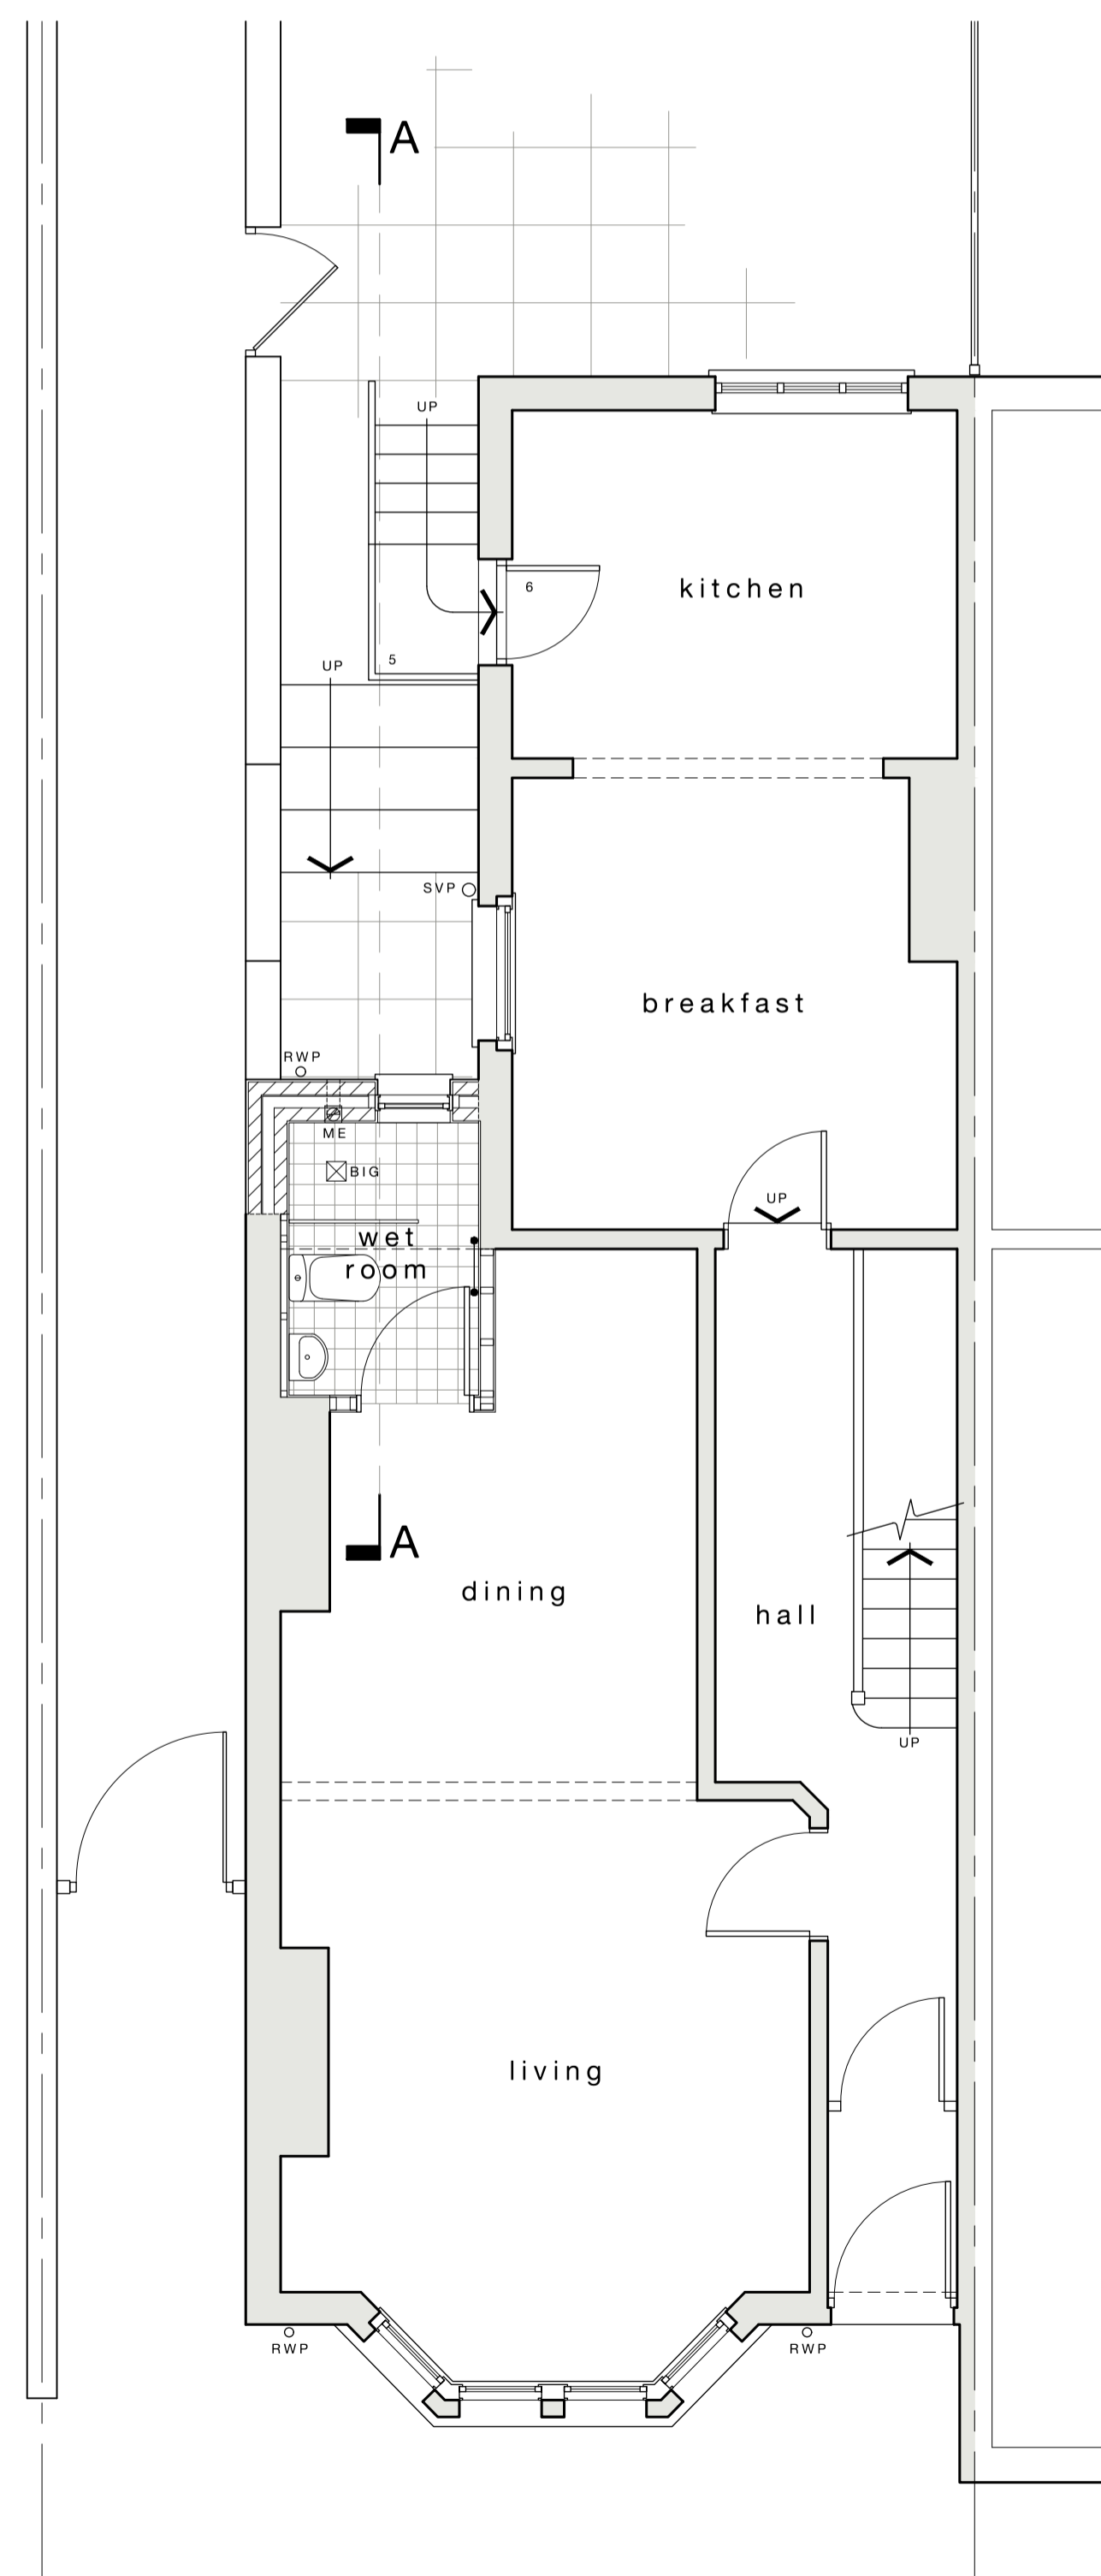 A
UP
6
kitchen
5
UP
SVP
breakfast
RWP
ME
BIG
UP
wet
room
A
dining
hall
UP
living
RWP
RWP